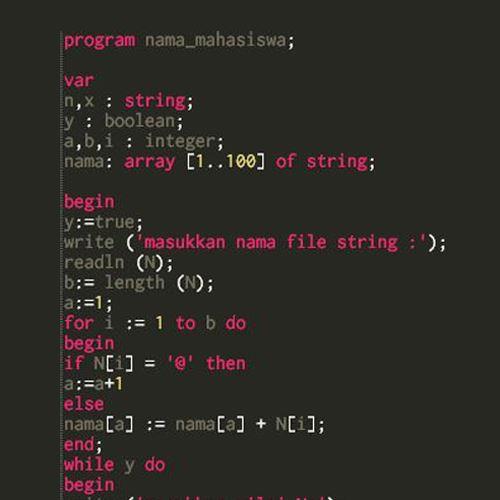 program nama_mahasiswa;
var
n,x : string;
y : boolean;
a,b,i : integer;
nama: array [1..100] of string;
begin
y:=true;
write ('masukkan nama file string :');
readln (N);
b:= length (N);
a:=1;
for i := 1 to b do
begin
if N[i] = '@' then
a:=a+1
else
nama[a] := nama[a] + N[i];
end;
while y do
begin